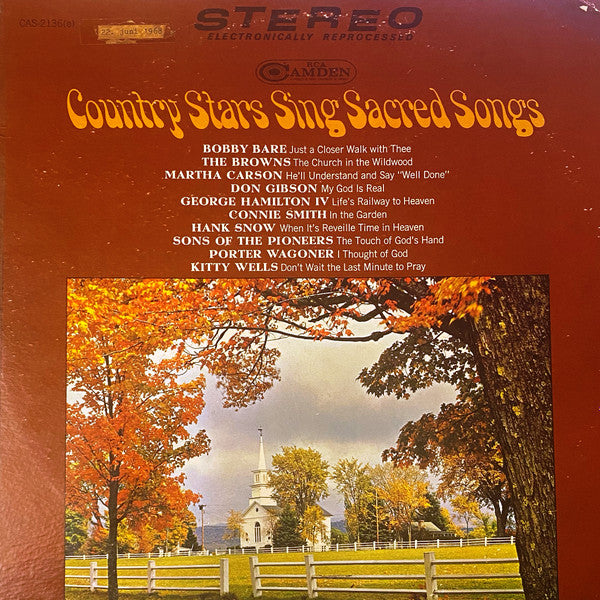 CAS-2136(e)
22. juni 1968
STEREO
ELECTRONICALLY REPROCESSED
RCA
CAMDEN
Country Stars Sing Sacred Songs
BOBBY BARE Just a Closer Walk with Thee
THE BROWNS The Church in the Wildwood
MARTHA CARSON He'll Understand and Say "Well Done"
DON GIBSON My God Is Real
GEORGE HAMILTON IV Life's Railway to Heaven
CONNIE SMITH In the Garden
HANK SNOW When It's Reveille Time in Heaven
SONS OF THE PIONEERS The Touch of God's Hand
PORTER WAGONER I Thought of God
KITTY WELLS Don't Wait the Last Minute to Pray